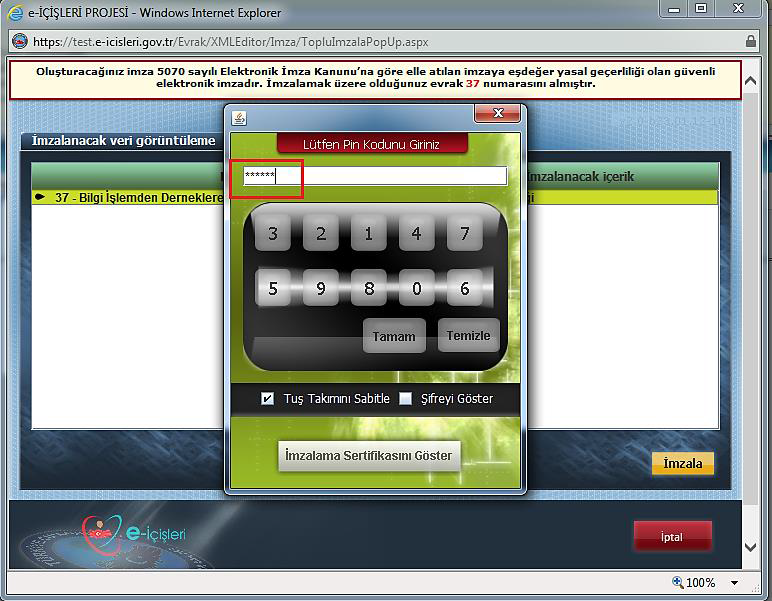 e-İÇİŞLERİ PROJESİ - Windows Internet Explorer
https://test.e-icisleri.gov.tr/Evrak/XMLEditor/Imza/TopluImzalaPopUp.aspx
Oluşturacağınız imza 5070 sayılı Elektronik İmza Kanunu’na göre elle atılan imzaya eşdeğer yasal geçerliliği olan güvenli
elektronik imzadır. İmzalamak üzere olduğunuz evrak 37 numarasını almıştır.
İmzalanacak veri görüntüleme
Lütfen Pin Kodunu Giriniz
******
İmzalanacak içerik
37 - Bilgi İşlemden Derneklere
3 2 1 4 7
5 9 8 0 6
Tamam Temizle
Tuş Takımını Sabitle Şifreyi Göster
İmzalama Sertifikasını Göster
İmzala
e-içişleri
İptal
100%